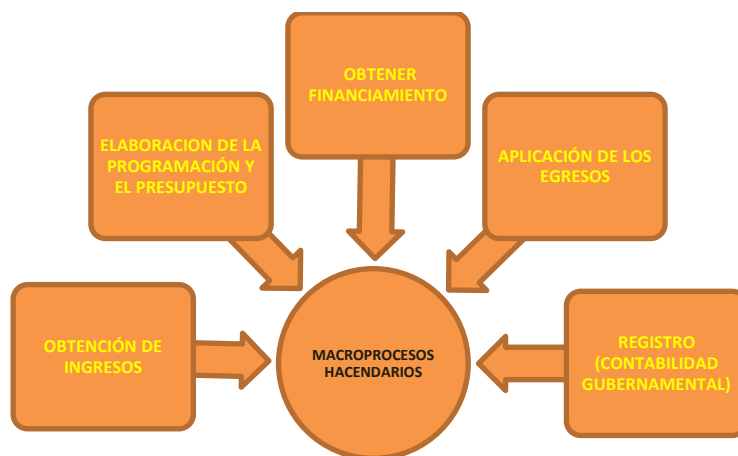 OBTENER
FINANCIAMIENTO
ELABORACION DE LA
PROGRAMACIÓN Y
EL PRESUPUESTO
APLICACIÓN DE LOS
EGRESOS
OBTENCIÓN DE
INGRESOS
MACROPROCESOS
HACENDARIOS
REGISTRO
(CONTABILIDAD
GUBERNAMENTAL)